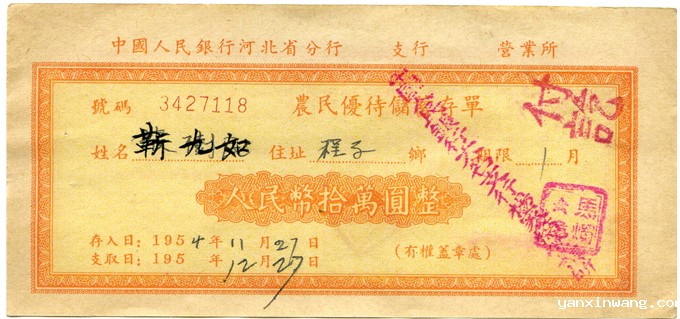 中國人民銀行河北省分行 支行 營業所
號碼 3427118 農民優待儲蓄存單
姓名 靳 如 住址 程子 鄉 期限 1 月
人民幣拾萬圓整
存入日：1954年11月27日
支取日：195 年12月27日 (有權蓋章處)
付訖
yanxinwang.com